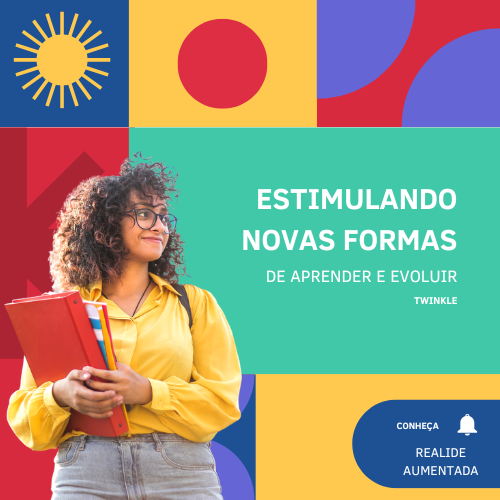 ESTIMULANDO
NOVAS FORMAS
DE APRENDER E EVOLUIR
TWINKLE
CONHEÇA
REALIDE
AUMENTADA